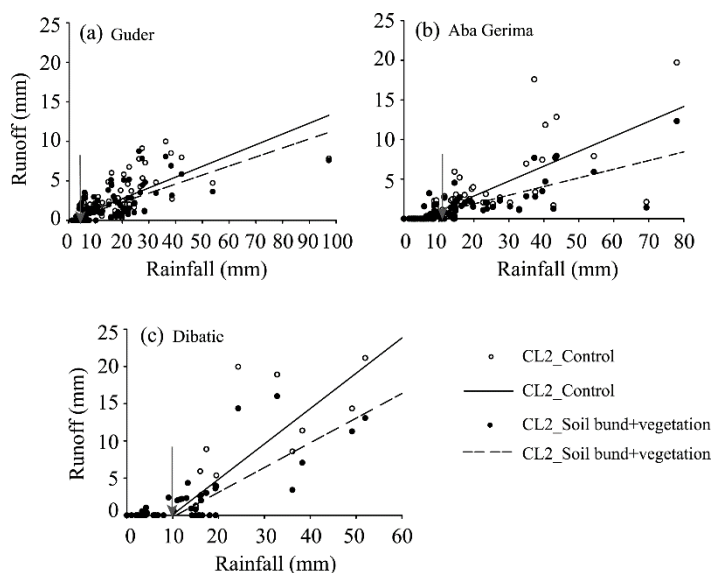 (a) Guder
25
20
15
10
5
0
0 10 20 30 40 50 60 70 80 90 100
Runoff (mm)
Rainfall (mm)
(b) Aba Gerima
25
20
15
10
5
0 10 20 30 40 50 60 70 80
Runoff (mm)
Rainfall (mm)
(c) Dibatic
25
20
15
10
5
0
0 10 20 30 40 50 60
Runoff (mm)
Rainfall (mm)
CL2_Control
CL2_Control
CL2_Soil bund+vegetation
CL2_Soil bund+vegetation